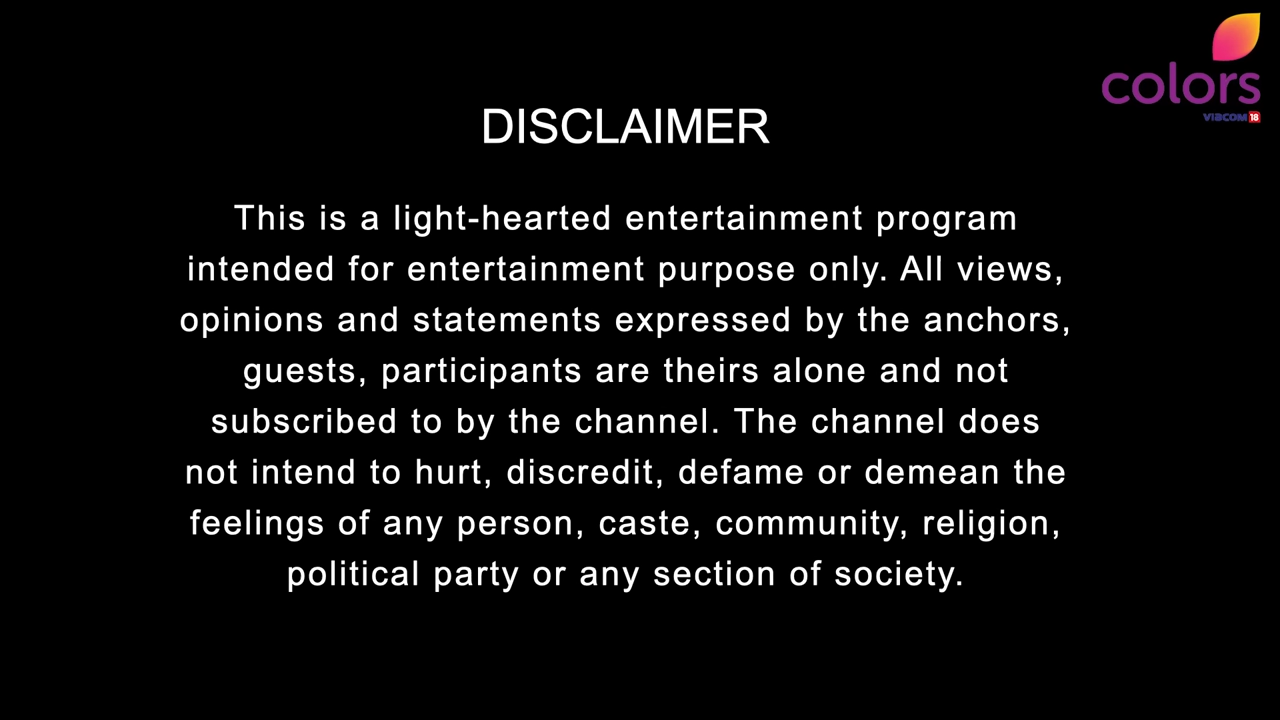 colors
VIACOM18
DISCLAIMER
This is a light-hearted entertainment program
intended for entertainment purpose only. All views,
opinions and statements expressed by the anchors,
guests, participants are theirs alone and not
subscribed to by the channel. The channel does
not intend to hurt, discredit, defame or demean the
feelings of any person, caste, community, religion,
political party or any section of society.